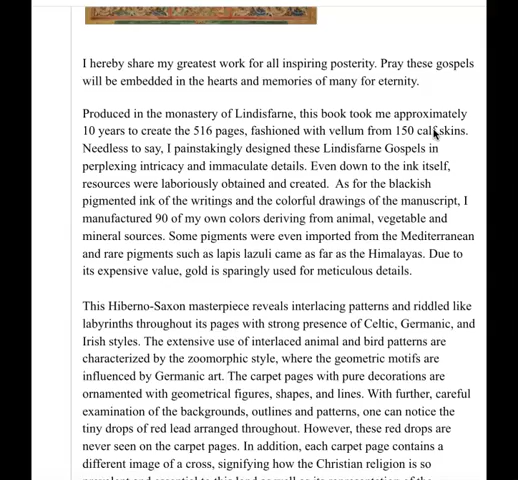 I hereby share my greatest work for all inspiring posterity. Pray these gospels
will be embedded in the hearts and memories of many for eternity.
Produced in the monastery of Lindisfarne, this book took me approximately
10 years to create the 516 pages, fashioned with vellum from 150 calf skins.
Needless to say, I painstakingly designed these Lindisfarne Gospels in
perplexing intricacy and immaculate details. Even down to the ink itself,
resources were laboriously obtained and created.  As for the blackish
pigmented ink of the writings and the colorful drawings of the manuscript, I
manufactured 90 of my own colors deriving from animal, vegetable and
mineral sources. Some pigments were even imported from the Mediterranean
and rare pigments such as lapis lazuli came as far as the Himalayas. Due to
its expensive value, gold is sparingly used for meticulous details.
This Hiberno-Saxon masterpiece reveals interlacing patterns and riddled like
labyrinths throughout its pages with strong presence of Celtic, Germanic, and
Irish styles. The extensive use of interlaced animal and bird patterns are
characterized by the zoomorphic style, where the geometric motifs are
influenced by Germanic art. The carpet pages with pure decorations are
ornamented with geometrical figures, shapes, and lines. With further, careful
examination of the backgrounds, outlines and patterns, one can notice the
tiny drops of red lead arranged throughout. However, these red drops are
never seen on the carpet pages. In addition, each carpet page contains a
different image of a cross, signifying how the Christian religion is so